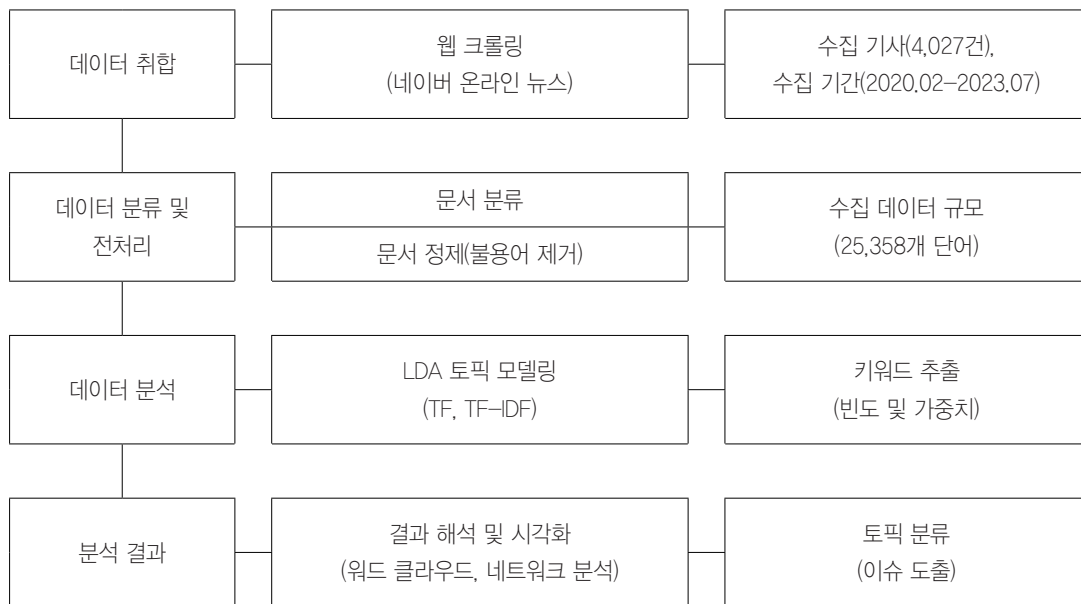 데이터 취합
웹 크롤링
(네이버 온라인 뉴스)
수집 기사(4,027건),
수집 기간(2020.02-2023.07)
데이터 분류 및
전처리
문서 분류
문서 정제(불용어 제거)
수집 데이터 규모
(25,358개 단어)
데이터 분석
LDA 토픽 모델링
(TF, TF-IDF)
키워드 추출
(빈도 및 가중치)
분석 결과
결과 해석 및 시각화
(워드 클라우드, 네트워크 분석)
토픽 분류
(이슈 도출)